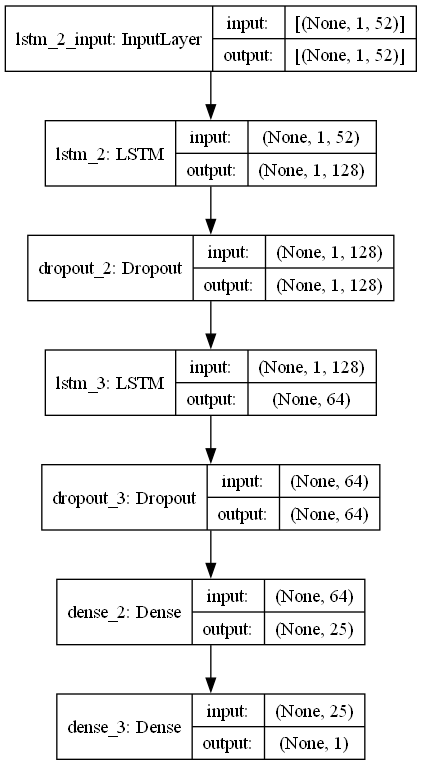 lstm_2_input: InputLayer
input: [(None, 1, 52)]
output: [(None, 1, 52)]
lstm_2: LSTM
input: (None, 1, 52)
output: (None, 1, 128)
dropout_2: Dropout
input: (None, 1, 128)
output: (None, 1, 128)
lstm_3: LSTM
input: (None, 1, 128)
output: (None, 64)
dropout_3: Dropout
input: (None, 64)
output: (None, 64)
dense_2: Dense
input: (None, 64)
output: (None, 25)
dense_3: Dense
input: (None, 25)
output: (None, 1)